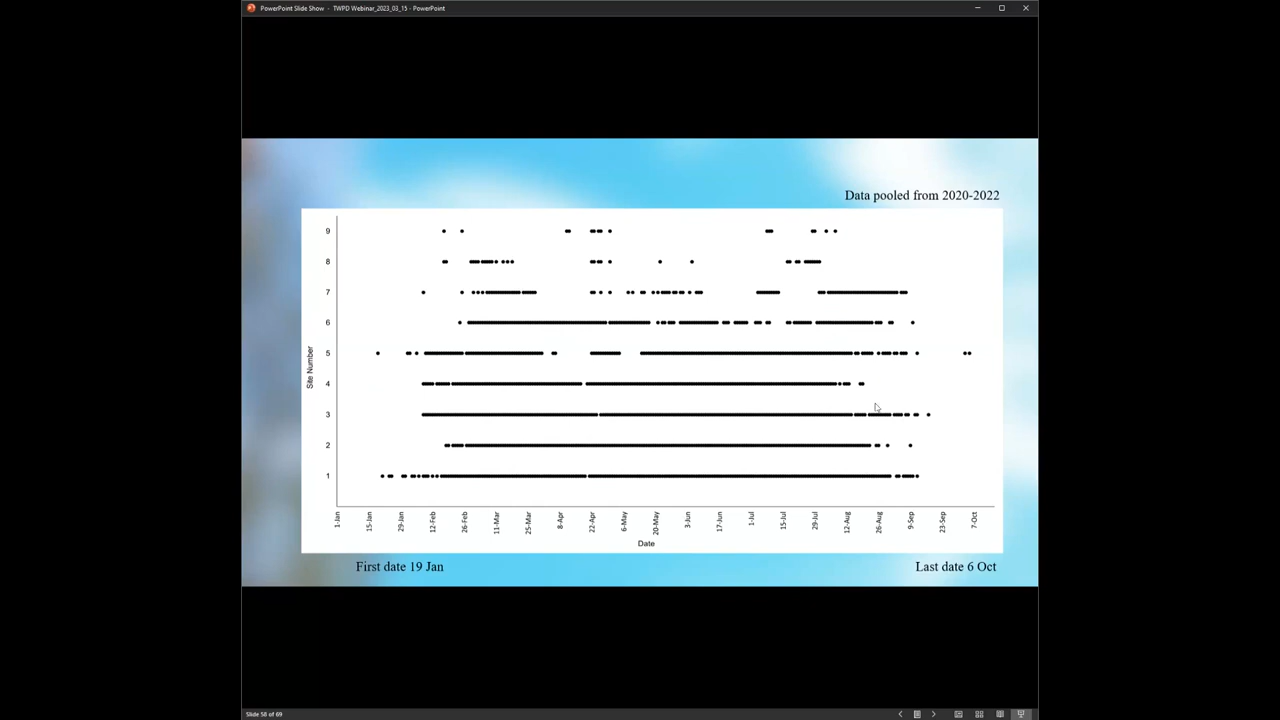 PowerPoint Slide Show - TWPD Webinar_2023_03_15 - PowerPoint
Data pooled from 2020-2022
9
8
7
6
5
4
3
2
1
Site Number
1-Jan
15-Jan
29-Jan
12-Feb
26-Feb
11-Mar
25-Mar
8-Apr
22-Apr
6-May
20-May
3-Jun
17-Jun
1-Jul
15-Jul
29-Jul
12-Aug
26-Aug
9-Sep
23-Sep
7-Oct
Date
First date 19 Jan
Last date 6 Oct
Slide 58 of 69